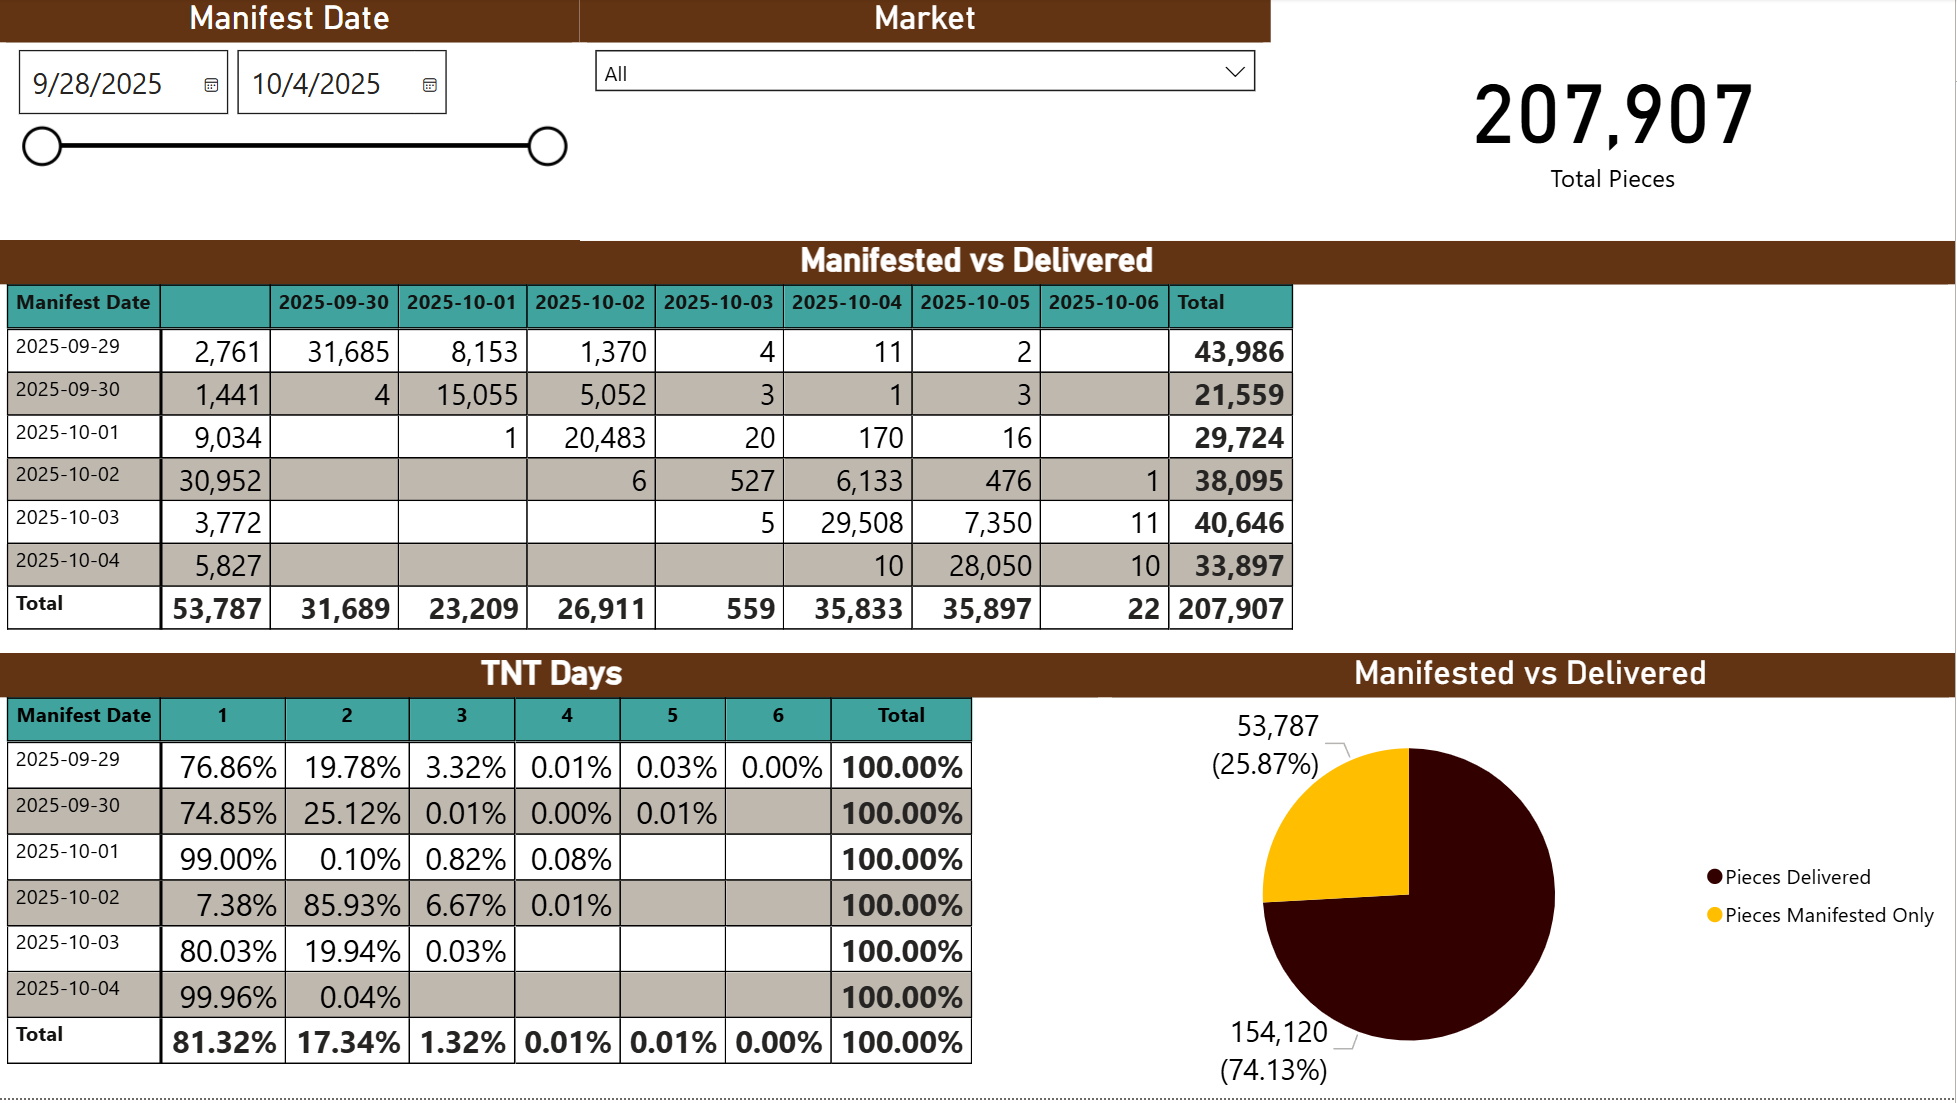 Manifest Date Market
9/28/2025 10/4/2025 All
207,907
Total Pieces
Manifested vs Delivered
Manifest Date 2025-09-30 2025-10-01 2025-10-02 2025-10-03 2025-10-04 2025-10-05 2025-10-06 Total
2025-09-29 2,761 31,685 8,153 1,370 4 11 2 43,986
2025-09-30 1,441 4 15,055 5,052 3 1 3 21,559
2025-10-01 9,034 1 20,483 20 170 16 29,724
2025-10-02 30,952 6 527 6,133 476 1 38,095
2025-10-03 3,772 5 29,508 7,350 11 40,646
2025-10-04 5,827 10 28,050 10 33,897
Total 53,787 31,689 23,209 26,911 559 35,833 35,897 22 207,907
TNT Days
Manifest Date 1 2 3 4 5 6 Total
2025-09-29 76.86% 19.78% 3.32% 0.01% 0.03% 0.00% 100.00%
2025-09-30 74.85% 25.12% 0.01% 0.00% 0.01% 100.00%
2025-10-01 99.00% 0.10% 0.82% 0.08% 100.00%
2025-10-02 7.38% 85.93% 6.67% 0.01% 100.00%
2025-10-03 80.03% 19.94% 0.03% 100.00%
2025-10-04 99.96% 0.04% 100.00%
Total 81.32% 17.34% 1.32% 0.01% 0.01% 0.00% 100.00%
Manifested vs Delivered
53,787
(25.87%)
Pieces Delivered
Pieces Manifested Only
154,120
(74.13%)